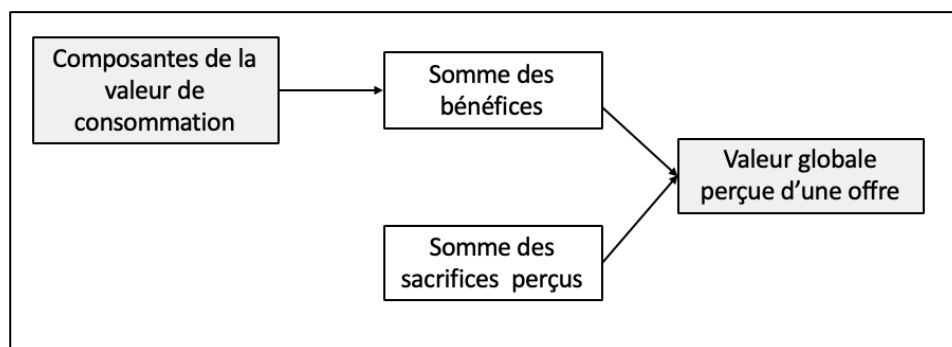 Composantes de la
valeur de
consommation
Somme des
bénéfices
Valeur globale
perçue d’une offre
Somme des
sacrifices perçus